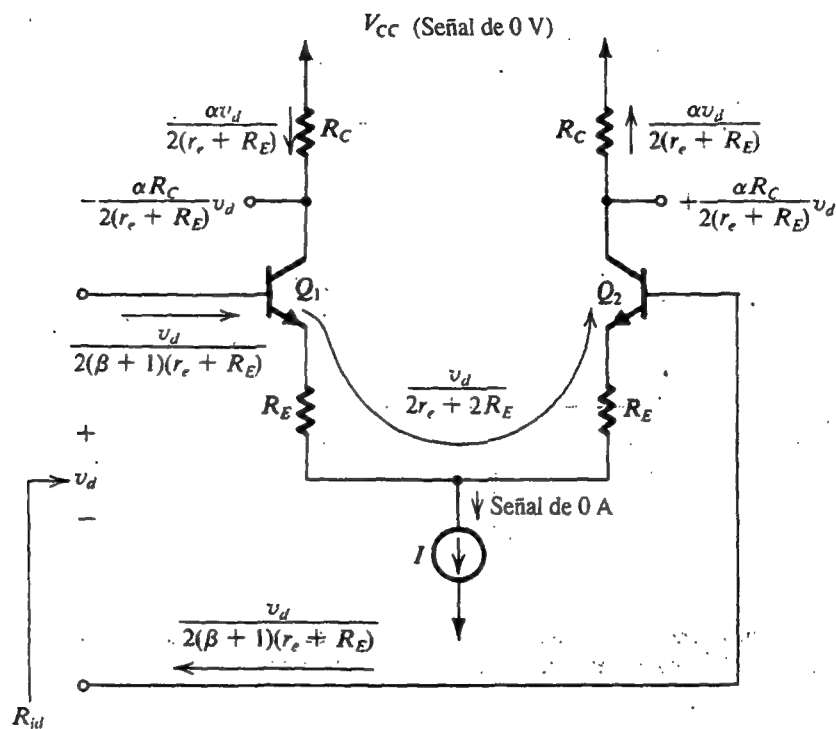 V_CC (Señal de 0 V)
αv_d / 2(r_e + R_E)
R_C
R_C
αv_d / 2(r_e + R_E)
− αR_C / 2(r_e + R_E) v_d
+ αR_C / 2(r_e + R_E) v_d
Q_1
Q_2
v_d / 2(β + 1)(r_e + R_E)
R_E
v_d / 2r_e + 2R_E
R_E
+
v_d
−
Señal de 0 A
I
v_d / 2(β + 1)(r_e + R_E)
R_id